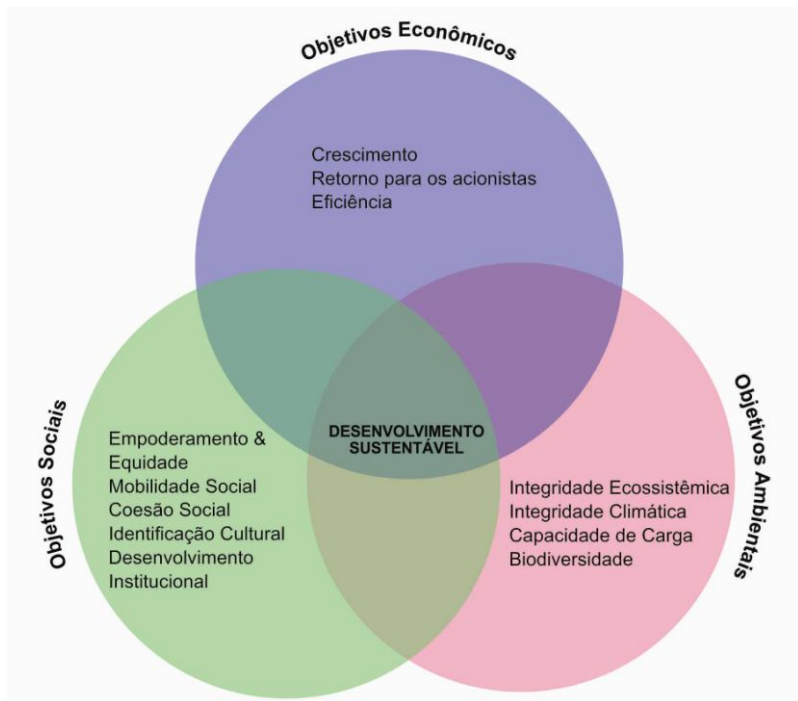 Objetivos Econômicos
Crescimento
Retorno para os acionistas
Eficiência
Objetivos Sociais
Empoderamento &
Equidade
Mobilidade Social
Coesão Social
Identificação Cultural
Desenvolvimento
Institucional
DESENVOLVIMENTO
SUSTENTÁVEL
Objetivos Ambientais
Integridade Ecossistêmica
Integridade Climática
Capacidade de Carga
Biodiversidade